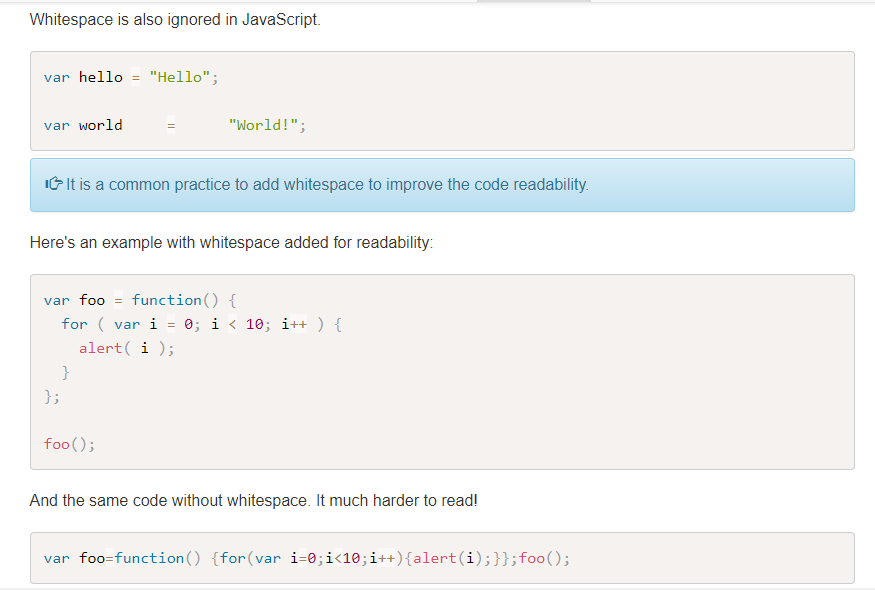 Whitespace is also ignored in JavaScript.
var hello = "Hello";
var world     =      "World!";
It is a common practice to add whitespace to improve the code readability.
Here's an example with whitespace added for readability:
var foo = function() {
  for ( var i = 0; i < 10; i++ ) {
    alert( i );
  }
};
foo();
And the same code without whitespace. It much harder to read!
var foo=function() {for(var i=0;i<10;i++){alert(i);}};foo();